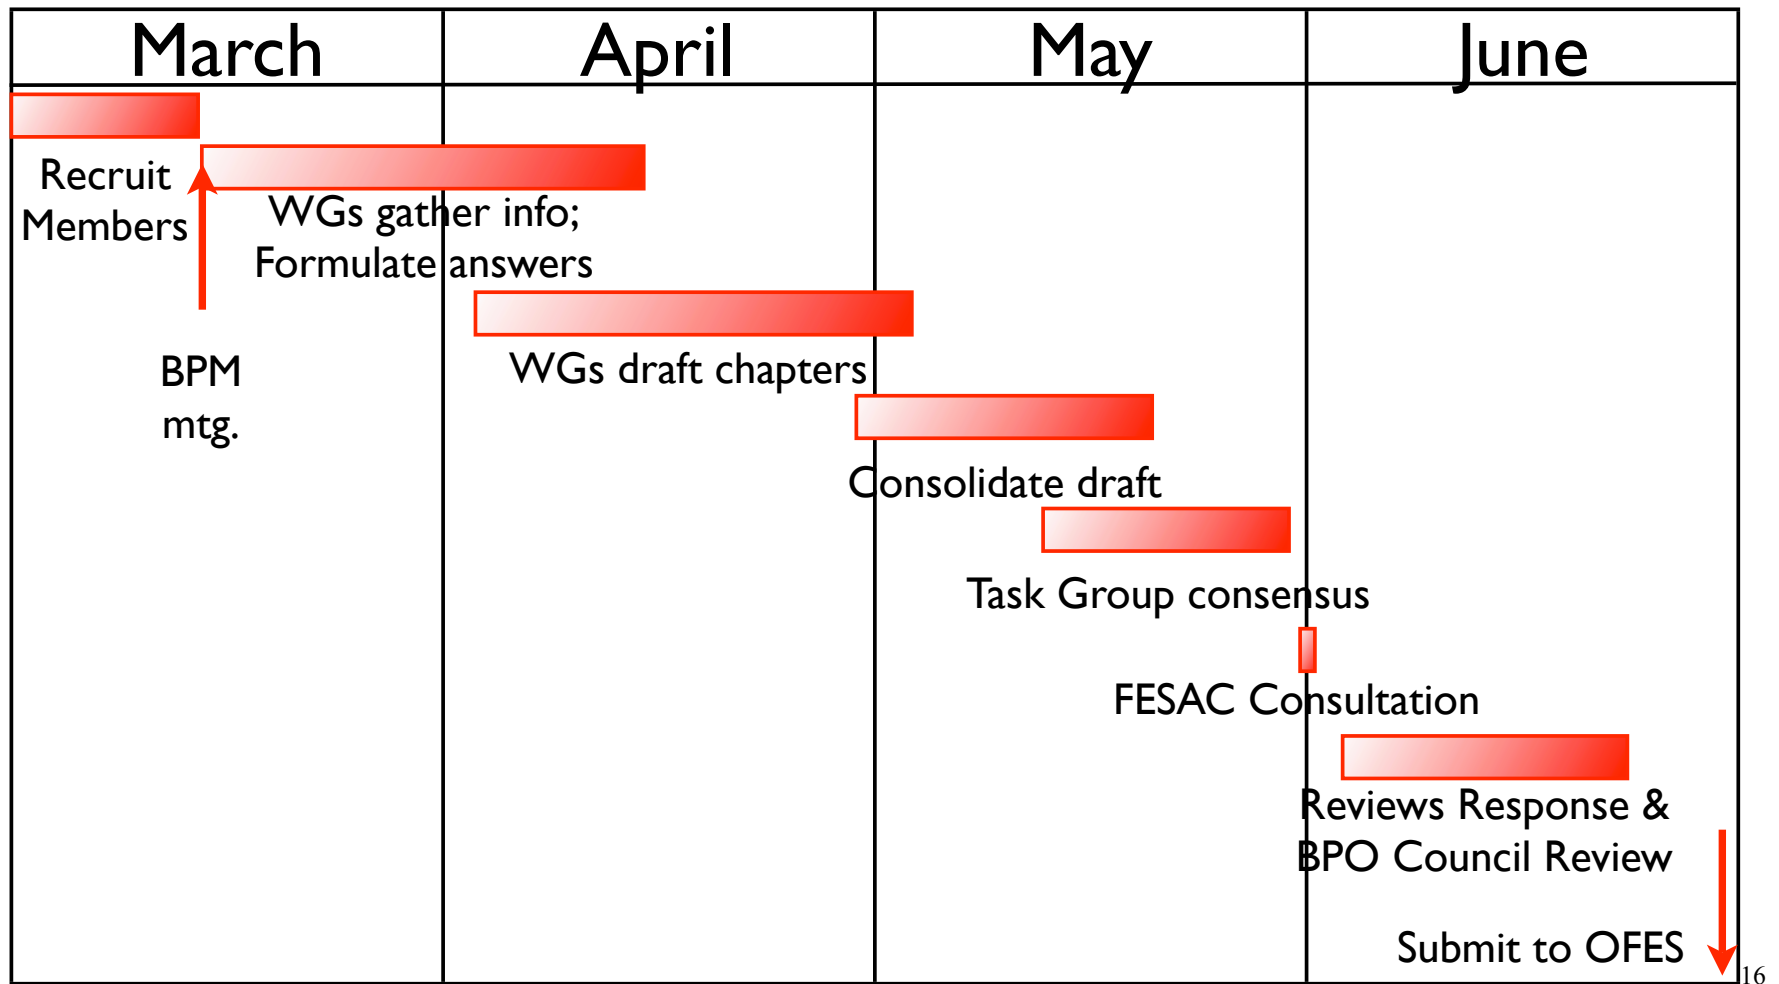 March
April
May
June
Recruit
Members
WGs gather info;
Formulate answers
BPM
mtg.
WGs draft chapters
Consolidate draft
Task Group consensus
FESAC Consultation
Reviews Response &
BPO Council Review
Submit to OFES
16